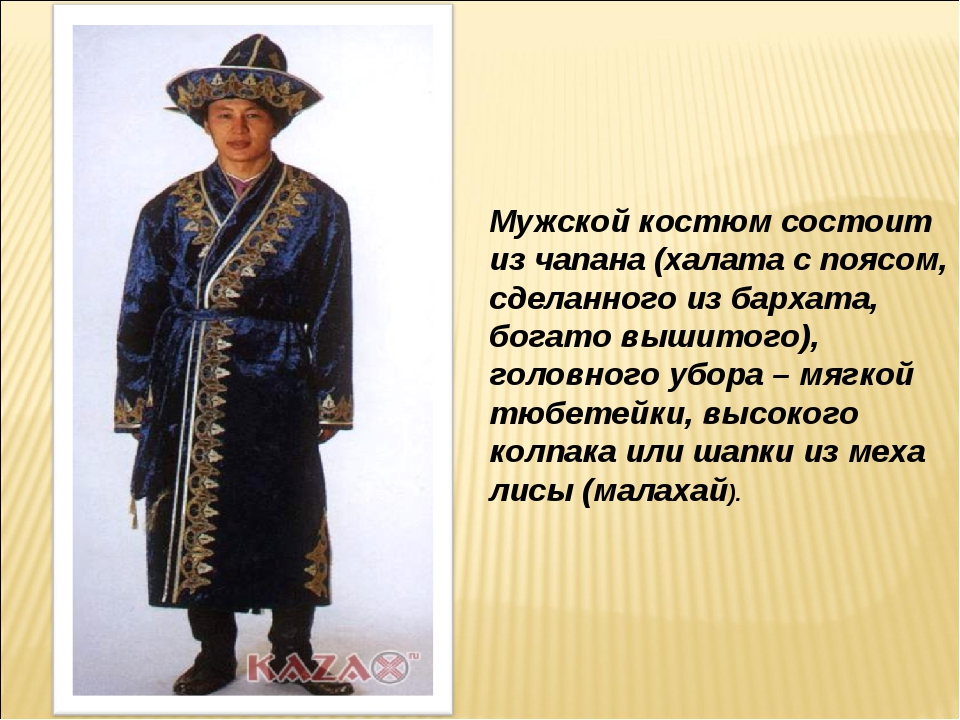 Мужской костюм состоит
из чапана (халата с поясом,
сделанного из бархата,
богато вышитого),
головного убора – мягкой
тюбетейки, высокого
колпака или шапки из меха
лисы (малахай).
KAZAX ru